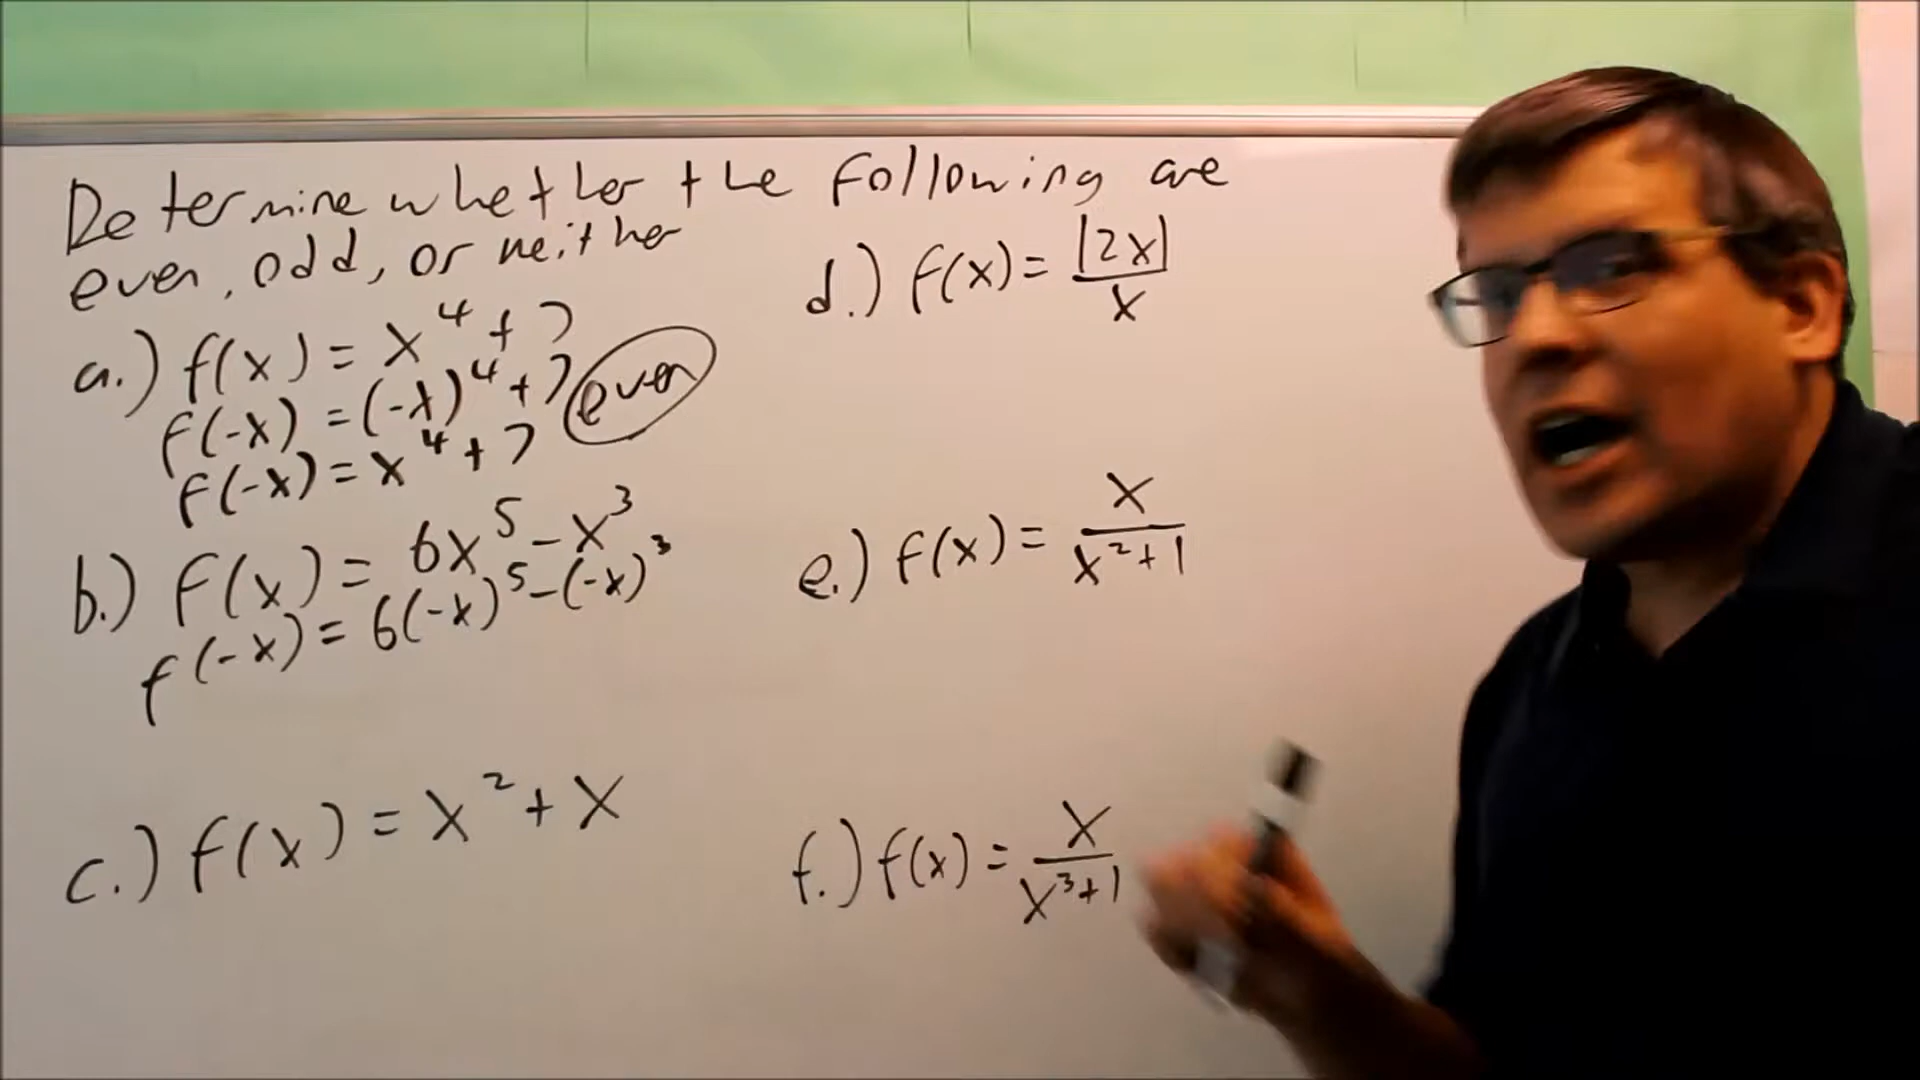 Determine whether the following are
even, odd, or neither
a.) f(x) = x⁴ + 7
f(-x) = (-x)⁴ + 7
even
f(-x) = x⁴ + 7
b.) f(x) = 6x⁵ - x³
f(-x) = 6(-x)⁵ - (-x)³
c.) f(x) = x² + x
d.) f(x) = |2x| / x
e.) f(x) = x / x² + 1
f.) f(x) = x / x³ + 1